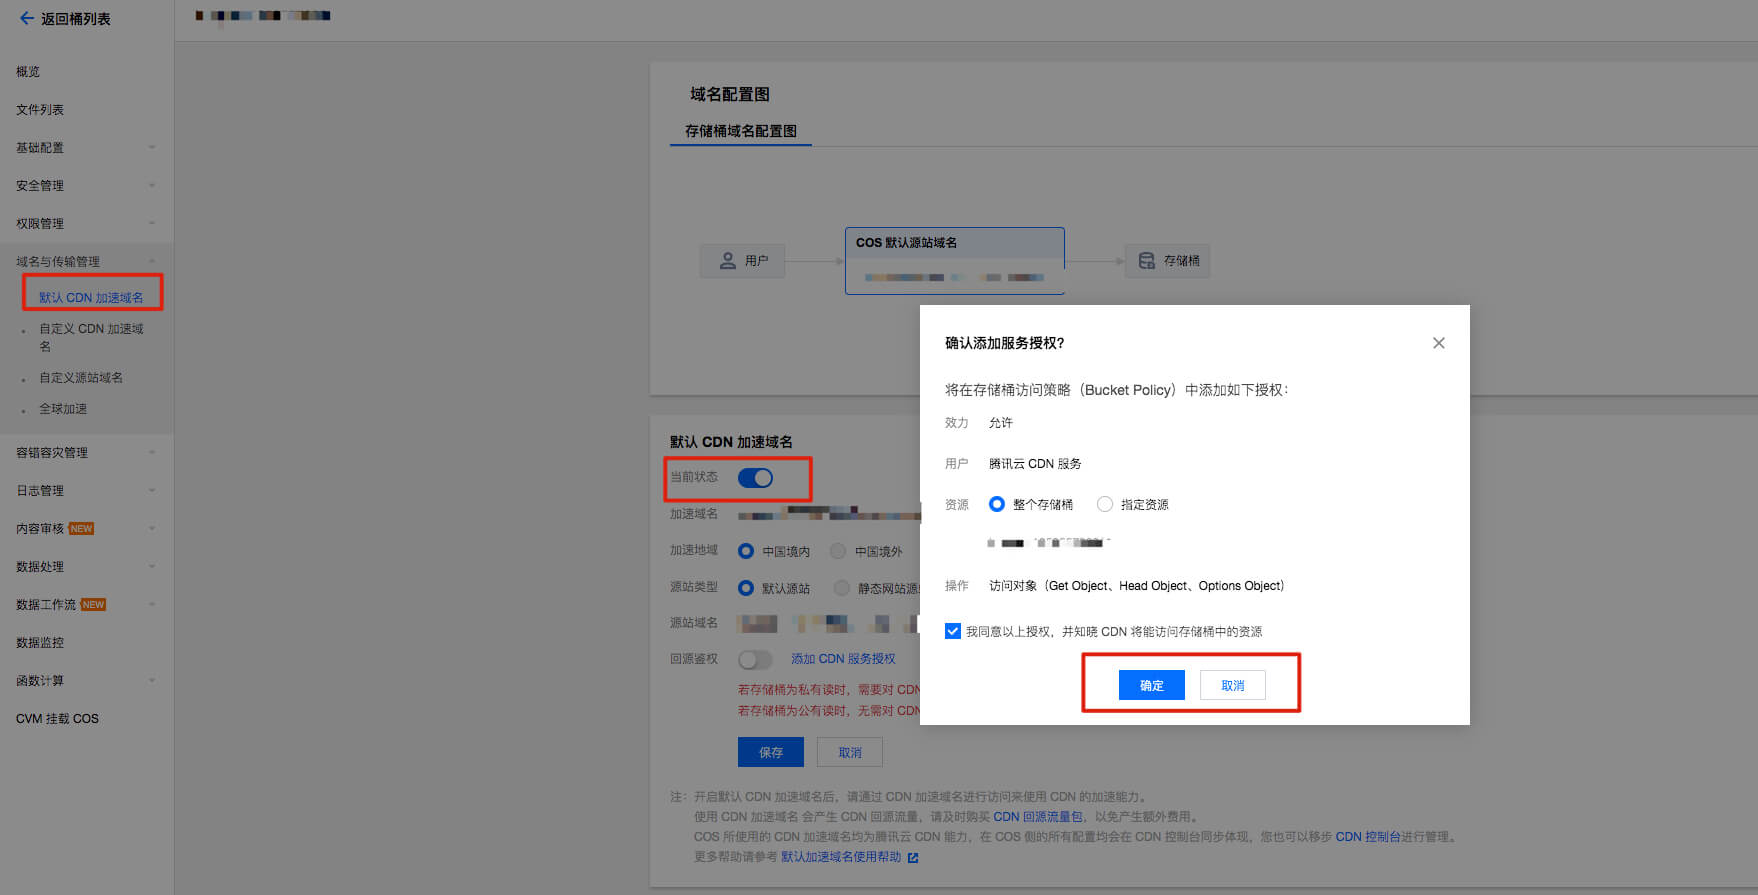 返回桶列表
概览
文件列表
基础配置
安全管理
权限管理
域名与传输管理
默认 CDN 加速域名
自定义 CDN 加速域
名
自定义源站域名
全球加速
容错容灾管理
日志管理
内容审核 NEW
数据处理
数据工作流 NEW
数据监控
函数计算
CVM 挂载 COS
域名配置图
存储桶域名配置图
用户
COS 默认源站域名
存储桶
默认 CDN 加速域名
当前状态
加速域名
加速地域 中国境内 中国境外
源站类型 默认源站 静态网站源
源站域名
回源鉴权 添加 CDN 服务授权
若存储桶为私有读时，需要对 CDN
若存储桶为公有读时，无需对 CDN
保存 取消
注：开启默认 CDN 加速域名后，请通过 CDN 加速域名进行访问来使用 CDN 的加速能力。
使用 CDN 加速域名 会产生 CDN 回源流量，请及时购买 CDN 回源流量包，以免产生额外费用。
COS 所使用的 CDN 加速域名均为腾讯云 CDN 能力，在 COS 侧的所有配置均会在 CDN 控制台同步体现，您也可以移步 CDN 控制台进行管理。
更多帮助请参考 默认加速域名使用帮助
确认添加服务授权?
将在存储桶访问策略（Bucket Policy）中添加如下授权：
效力 允许
用户 腾讯云 CDN 服务
资源 整个存储桶 指定资源
操作 访问对象（Get Object、Head Object、Options Object）
我同意以上授权，并知晓 CDN 将能访问存储桶中的资源
确定 取消